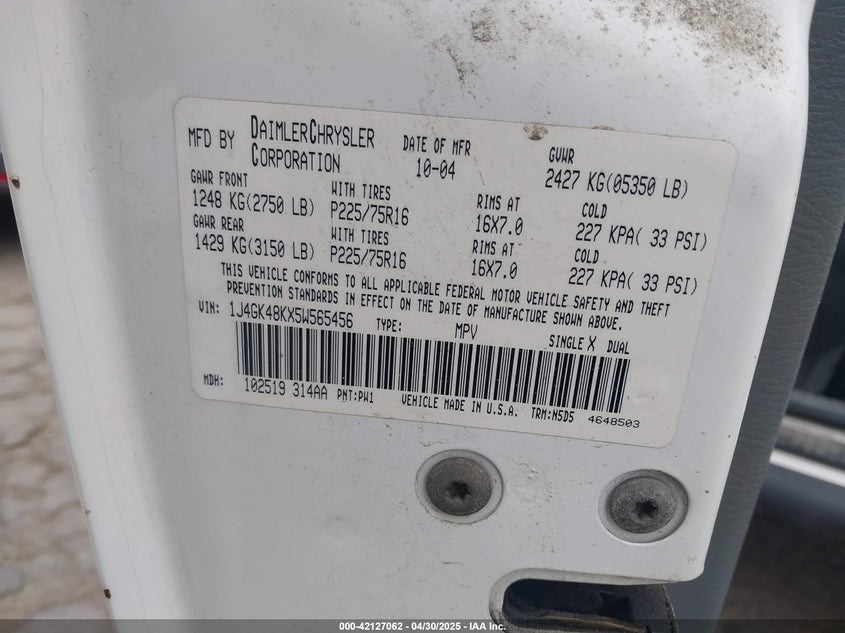 MFD BY DAIMLERCHRYSLER CORPORATION
DATE OF MFR 10-04
GVWR 2427 KG(05350 LB)
GAWR FRONT WITH TIRES RIMS AT COLD
1248 KG(2750 LB) P225/75R16 16X7.0 227 KPA( 33 PSI)
GAWR REAR WITH TIRES RIMS AT COLD
1429 KG(3150 LB) P225/75R16 16X7.0 227 KPA( 33 PSI)
THIS VEHICLE CONFORMS TO ALL APPLICABLE FEDERAL MOTOR VEHICLE SAFETY AND THEFT
PREVENTION STANDARDS IN EFFECT ON THE DATE OF MANUFACTURE SHOWN ABOVE.
VIN: 1J4GK48KX5W565456 TYPE: MPV SINGLE X DUAL
MDH: 102519 314AA PNT:PW1 VEHICLE MADE IN U.S.A. TRM:N5D5 4648503
000-42127062 - 04/30/2025 - IAA Inc.